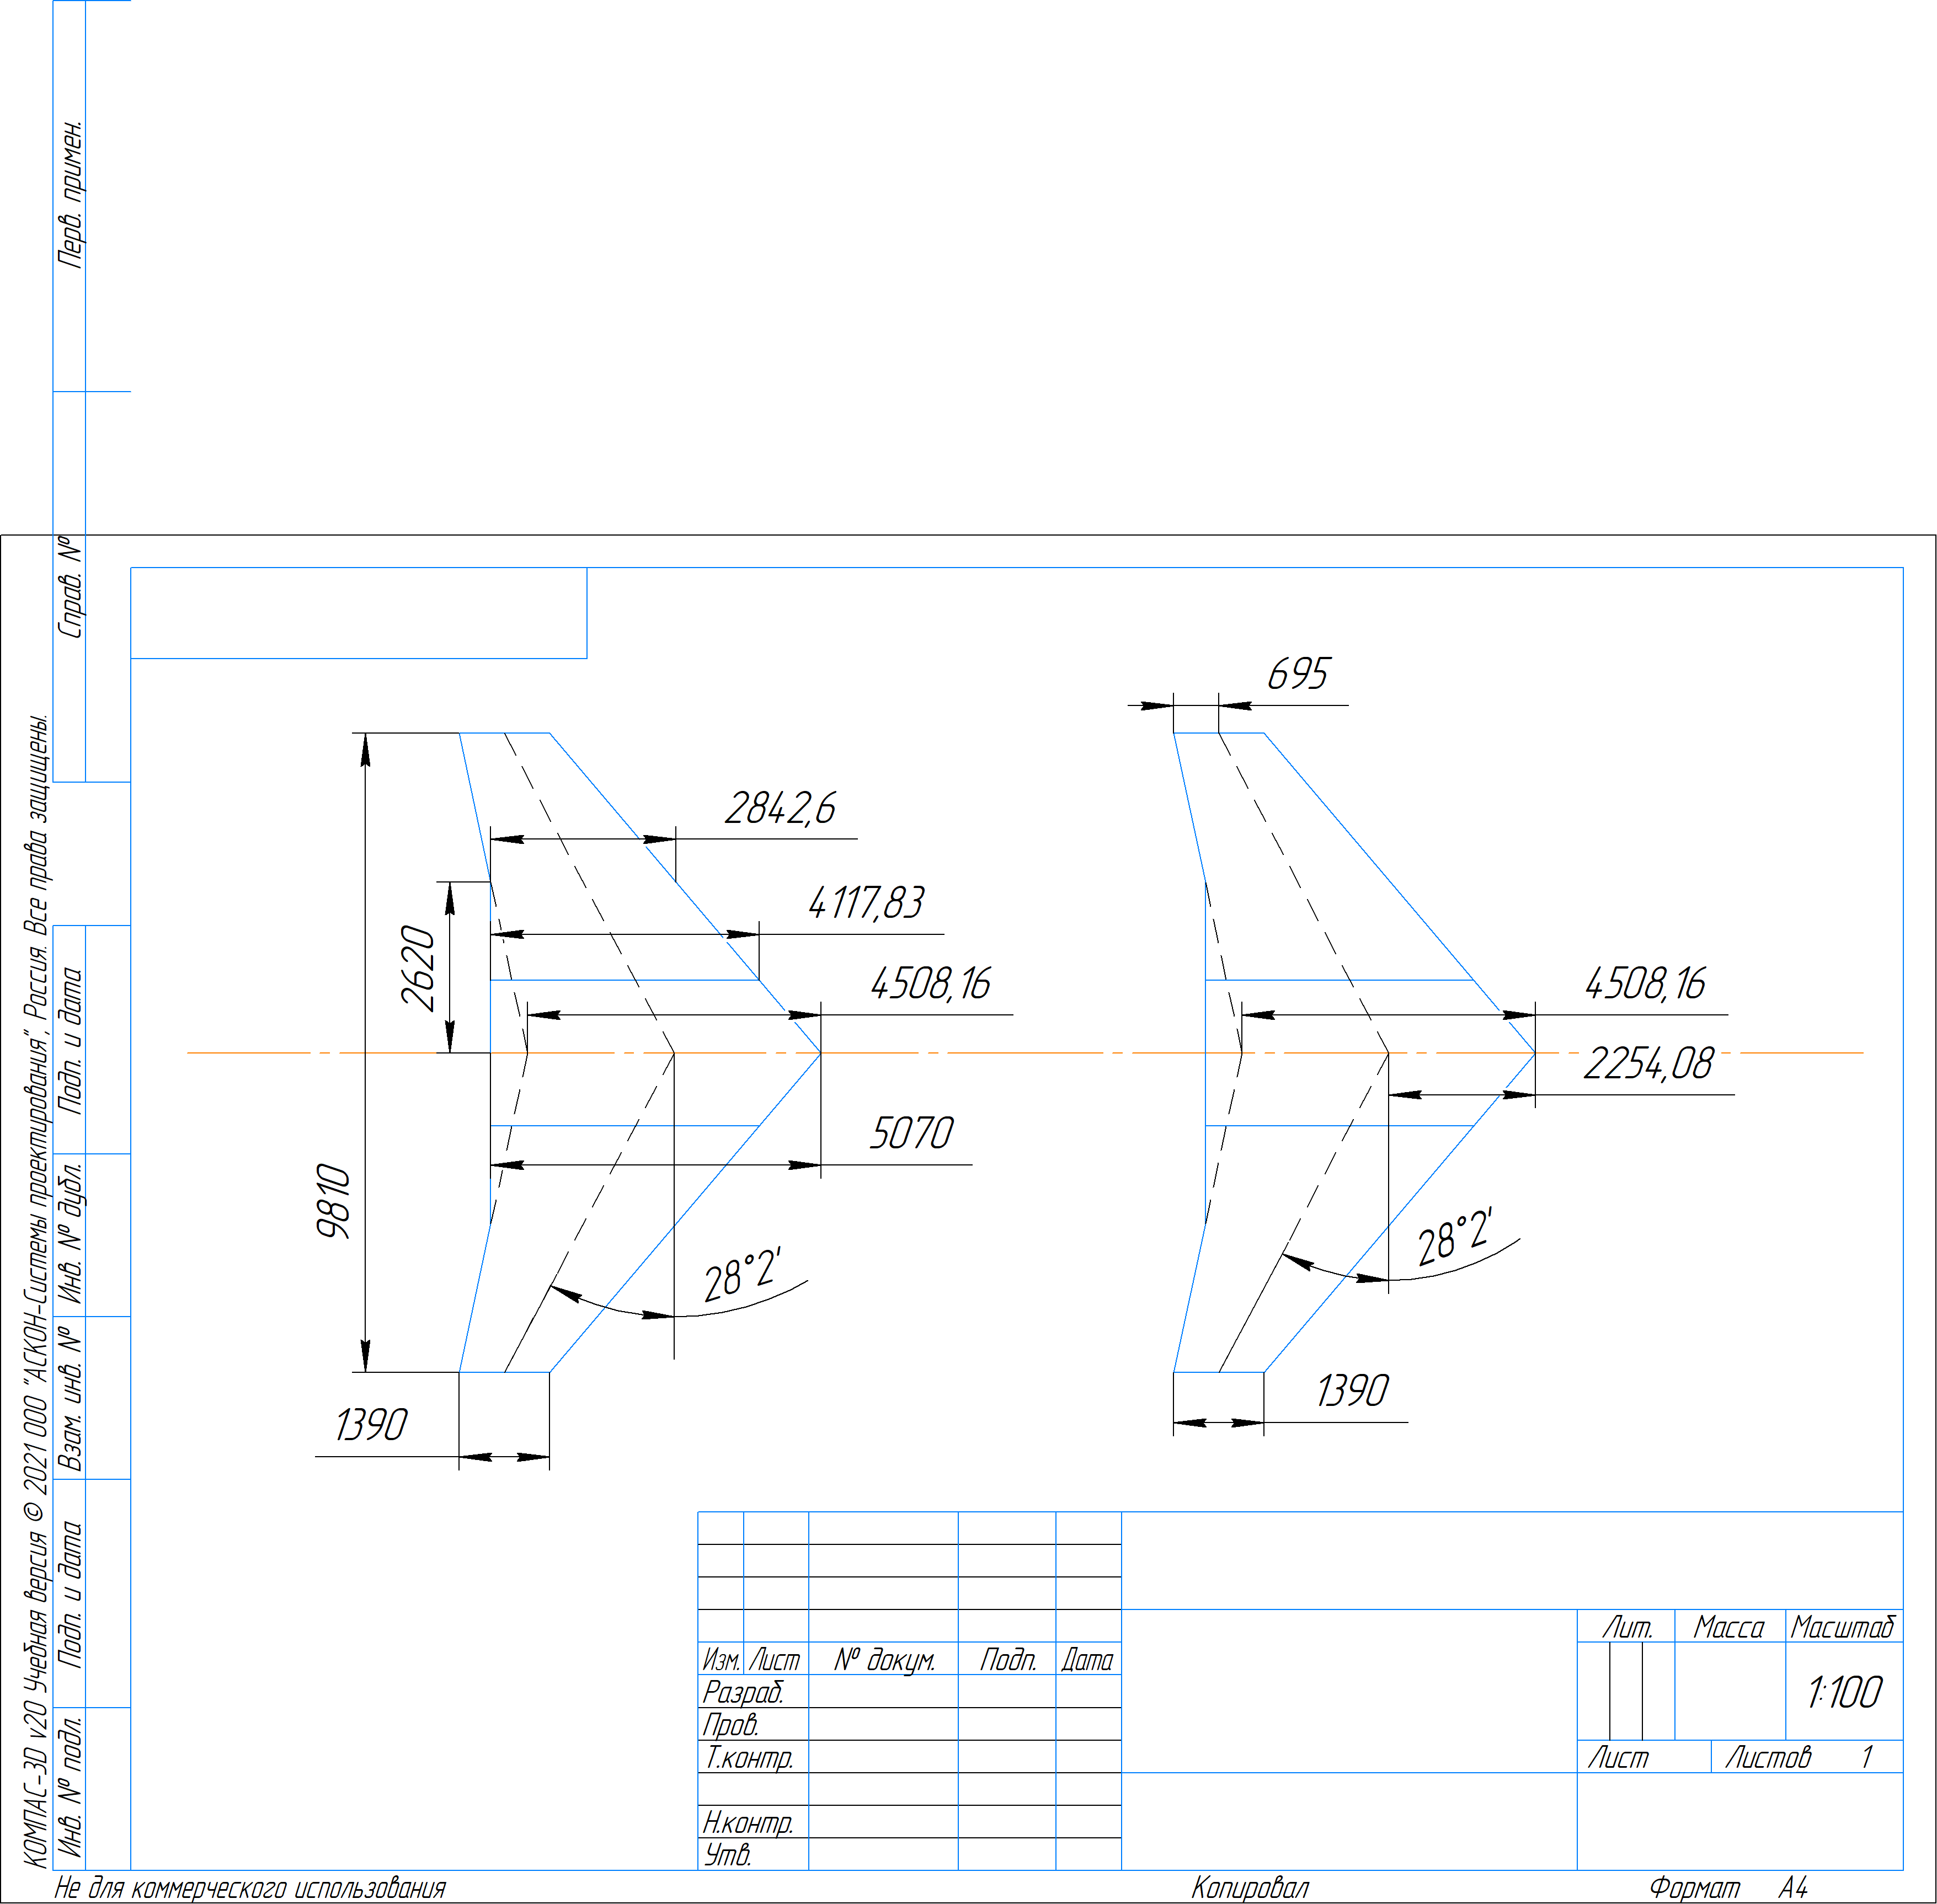 Перв. примен.
Справ. №
Подп. и дата
Инв. № дубл.
Взам. инв. №
Подп. и дата
Инв. № подл.
КОМПАС-3D v20 Учебная версия © 2021 ООО "АСКОН-Системы проектирования", Россия. Все права защищены.
695
2842,6
4117,83
4508,16
4508,16
2620
2254,08
5070
9810
28°2'
28°2'
1390
1390
Лит. Масса Масштаб
Изм. Лист № докум. Подп. Дата
Разраб.
1:100
Пров.
Т.контр.
Лист Листов 1
Н.контр.
Утв.
Не для коммерческого использования Копировал Формат А4